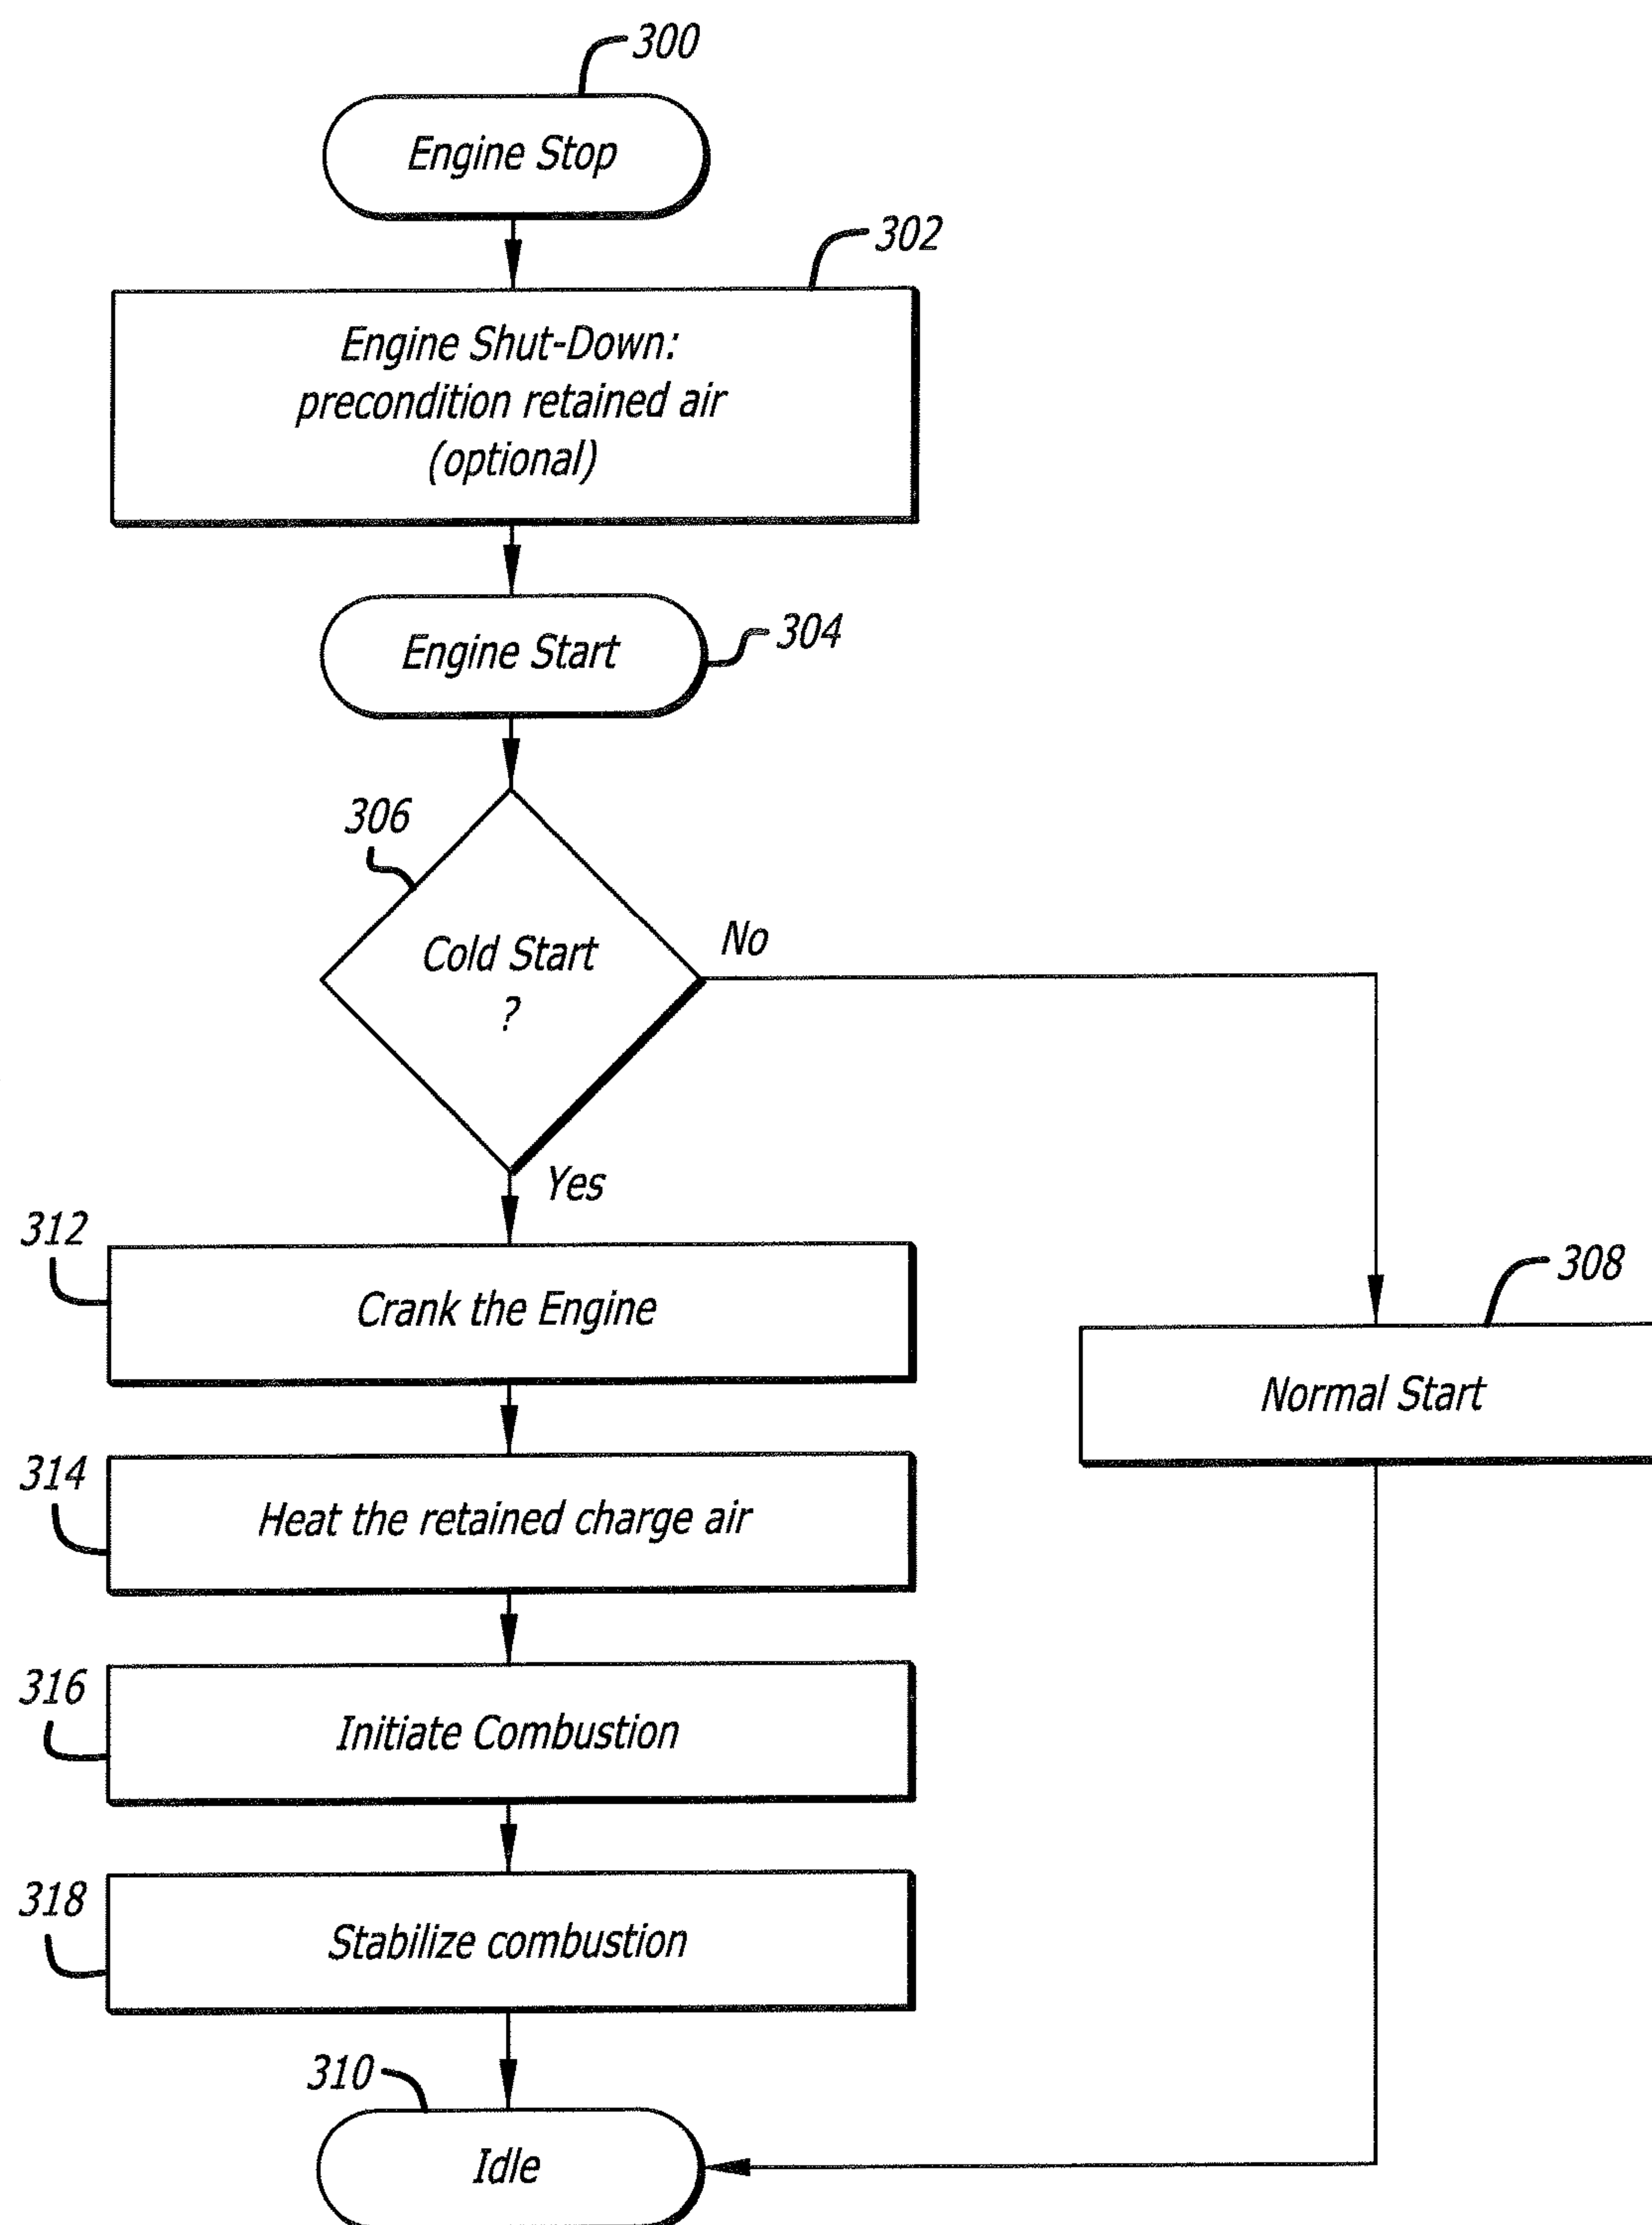 300
Engine Stop
302
Engine Shut-Down:
precondition retained air
(optional)
304
Engine Start
306
Cold Start
?
No
Yes
312
Crank the Engine
308
Normal Start
314
Heat the retained charge air
316
Initiate Combustion
318
Stabilize combustion
310
Idle